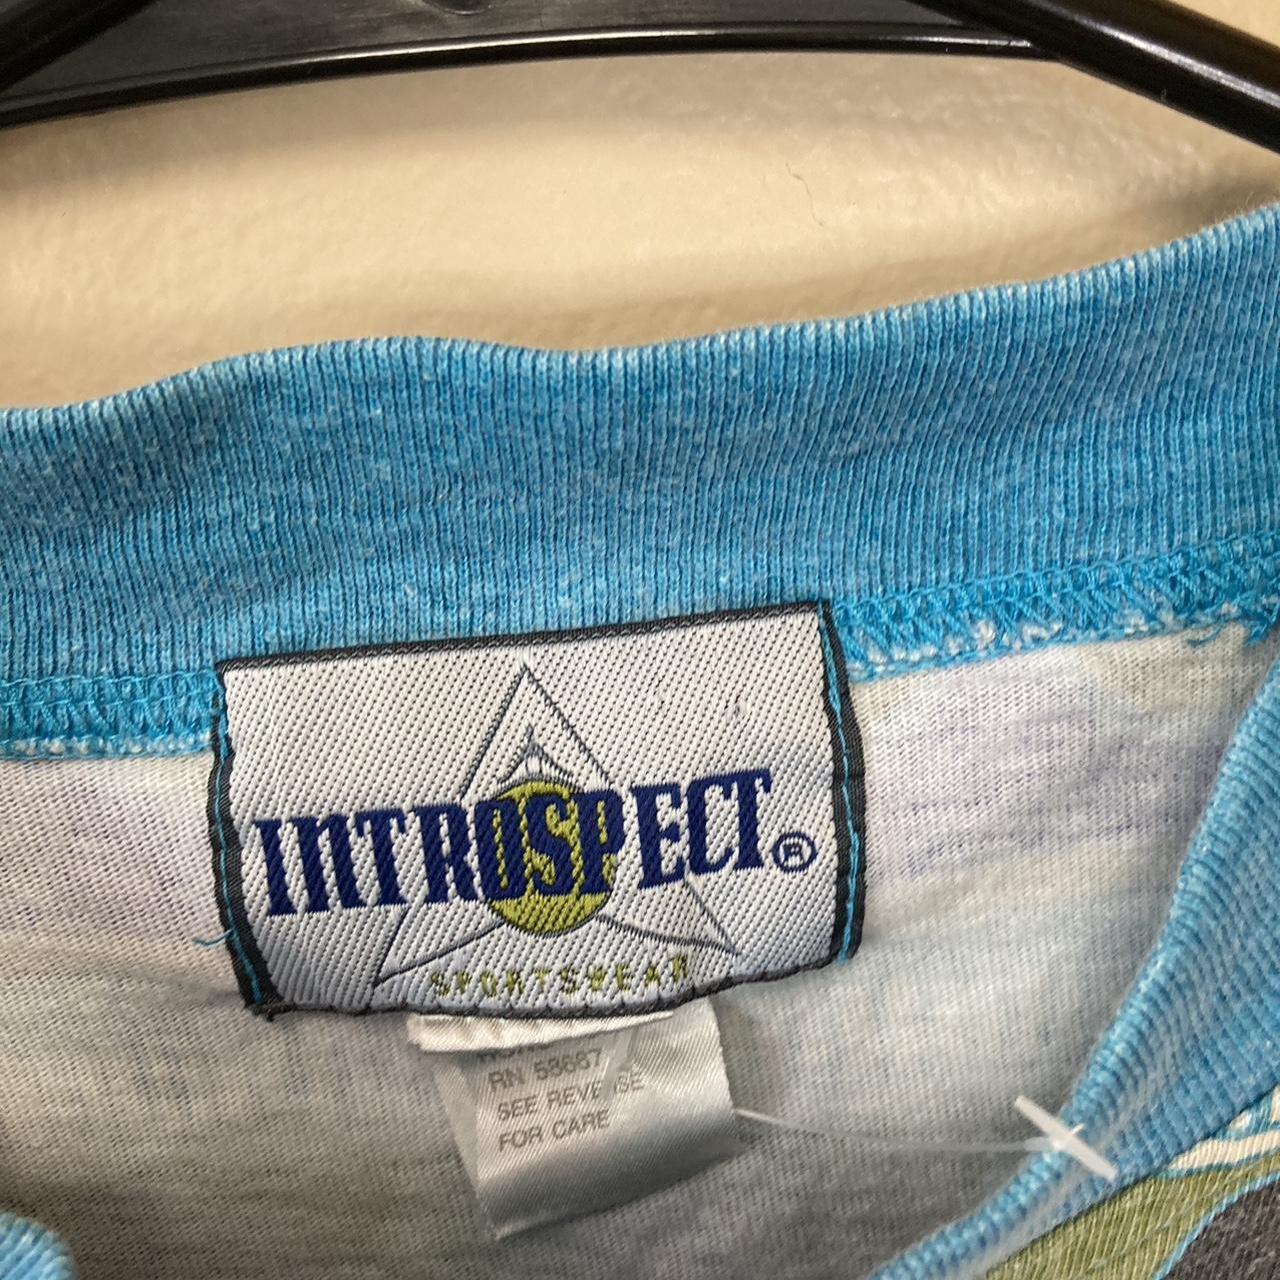 INTROSPECT®
SPORTSWEAR
RN 58687
SEE REVERSE
FOR CARE